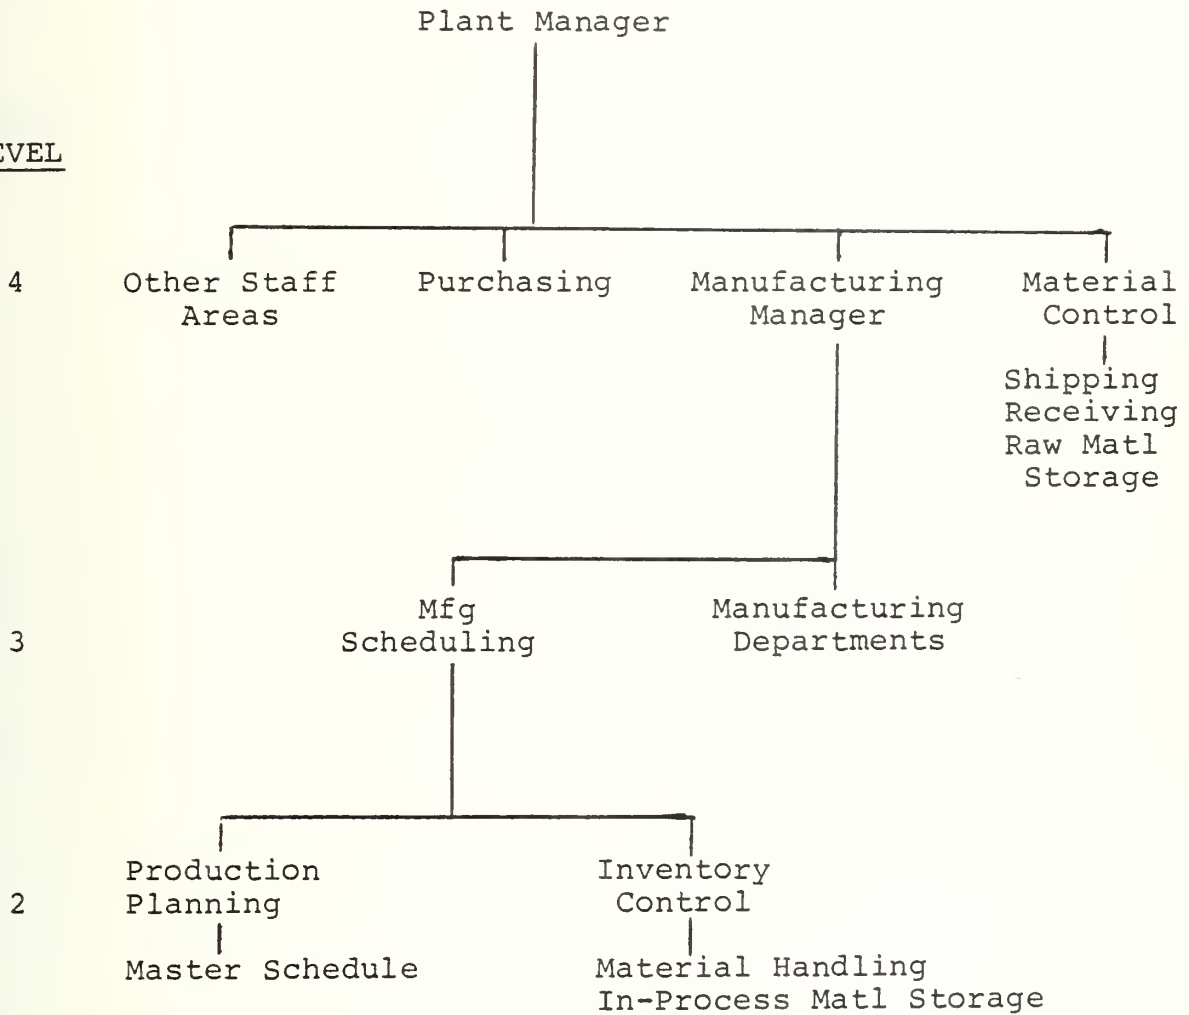 Plant Manager
EVEL
4 Other Staff Purchasing Manufacturing Material
Areas Manager Control
Shipping
Receiving
Raw Matl
Storage
Mfg Manufacturing
3 Scheduling Departments
Production Inventory
2 Planning Control
Master Schedule Material Handling
In-Process Matl Storage